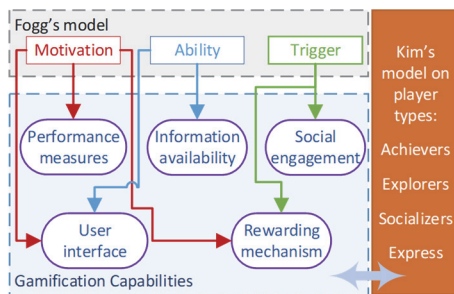 Fogg's model
Motivation
Ability
Trigger
Performance
measures
Information
availability
Social
engagement
User
interface
Rewarding
mechanism
Gamification Capabilities
Kim's
model on
player
types:
Achievers
Explorers
Socializers
Express